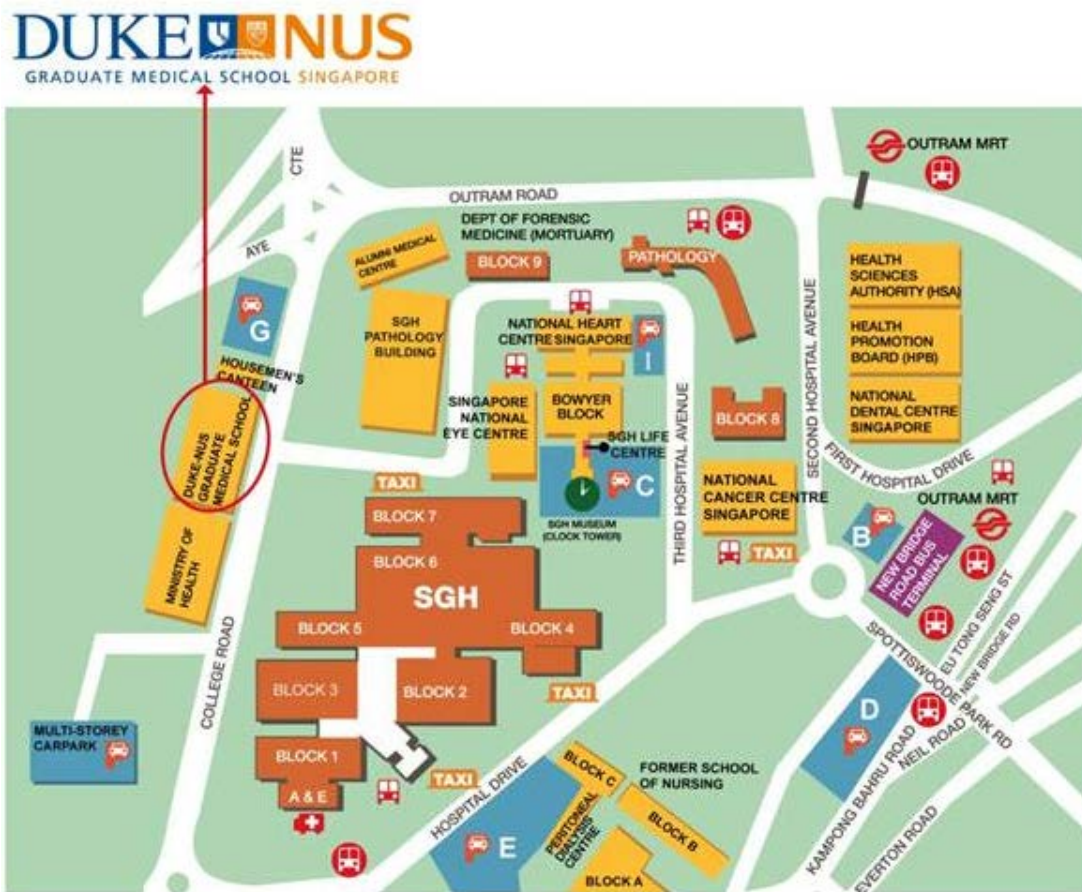 DUKE NUS
GRADUATE MEDICAL SCHOOL SINGAPORE
CTE
AYE
OUTRAM ROAD
OUTRAM MRT
ALUMNI MEDICAL
CENTRE
DEPT OF FORENSIC
MEDICINE (MORTUARY)
BLOCK 9
PATHOLOGY
HEALTH
SCIENCES
AUTHORITY (HSA)
G
HOUSEMEN'S
CANTEEN
SGH
PATHOLOGY
BUILDING
NATIONAL HEART
CENTRE SINGAPORE
I
HEALTH
PROMOTION
BOARD (HPB)
SECOND HOSPITAL AVENUE
DUKE-NUS
GRADUATE
MEDICAL SCHOOL
SINGAPORE
NATIONAL
EYE CENTRE
BOWYER
BLOCK
BLOCK 8
NATIONAL
DENTAL CENTRE
SINGAPORE
SGH LIFE
CENTRE
THIRD HOSPITAL AVENUE
FIRST HOSPITAL DRIVE
C
SGH MUSEUM
(CLOCK TOWER)
NATIONAL
CANCER CENTRE
SINGAPORE
TAXI
OUTRAM MRT
B
NEW BRIDGE
ROAD BUS
TERMINAL
MINISTRY OF
HEALTH
TAXI
BLOCK 7
BLOCK 6
SGH
BLOCK 5
BLOCK 4
BLOCK 3
BLOCK 2
TAXI
EU TONG SENG ST
NEW BRIDGE RD
SPOTTISWOODE PARK RD
COLLEGE ROAD
MULTI-STOREY
CARPARK
BLOCK 1
A & E
TAXI
HOSPITAL DRIVE
D
NEIL ROAD
KAMPONG BAHRU ROAD
EVERTON ROAD
BLOCK C
FORMER SCHOOL
OF NURSING
PERITONEAL
DIALYSIS
CENTRE
BLOCK B
E
BLOCK A